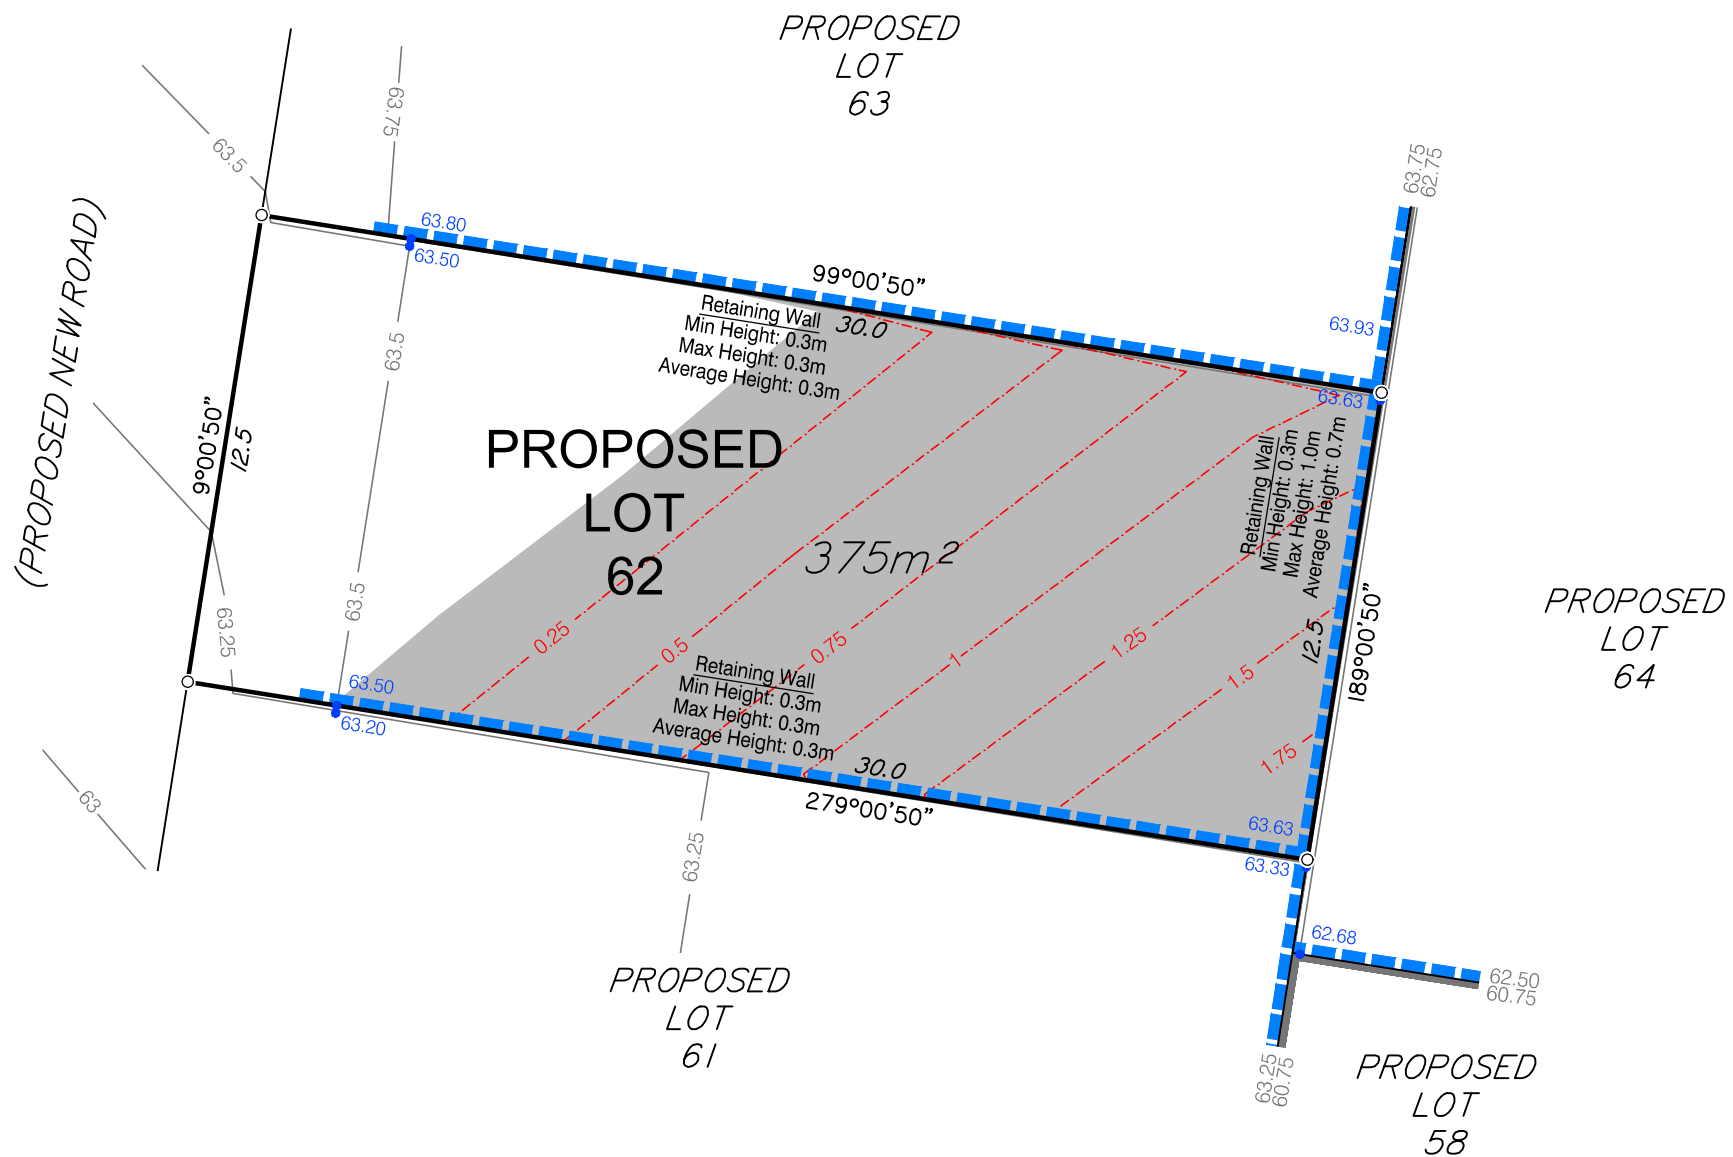 PROPOSED
LOT
63
63.75
63.5
63.75
62.75
(PROPOSED NEW ROAD)
63.80
63.50
99°00'50"
30.0
Retaining Wall
Min Height: 0.3m
Max Height: 0.3m
Average Height: 0.3m
63.93
63.63
63.5
9°00'50"
12.5
PROPOSED
LOT
62
375m²
Retaining Wall
Min Height: 0.3m
Max Height: 1.0m
Average Height: 0.7m
189°00'50"
12.5
PROPOSED
LOT
64
63.5
63.25
0.25
0.5
0.75
1
1.25
1.5
1.75
Retaining Wall
Min Height: 0.3m
Max Height: 0.3m
Average Height: 0.3m
30.0
279°00'50"
63.50
63.20
63
63.63
63.33
63.25
62.68
62.50
60.75
PROPOSED
LOT
61
63.25
60.75
PROPOSED
LOT
58